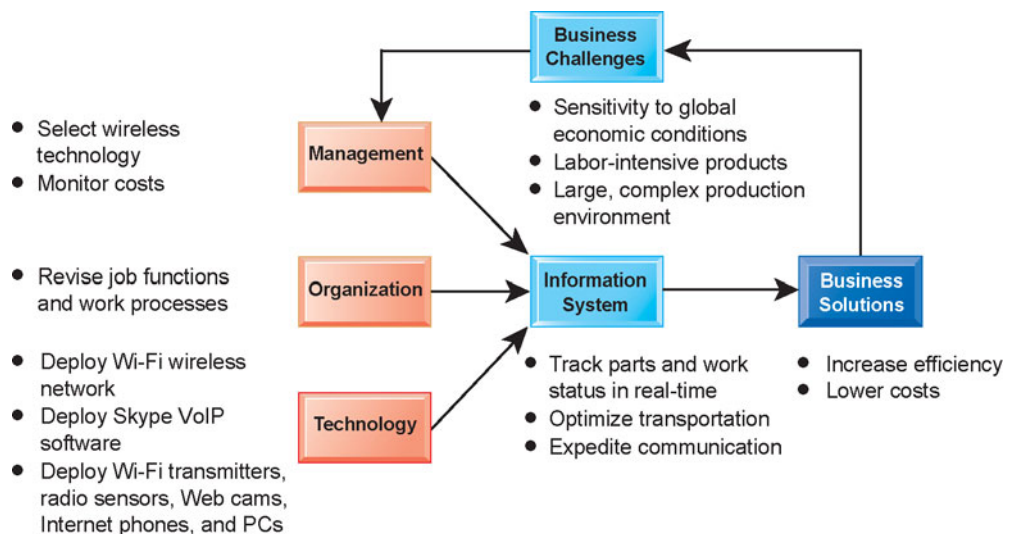 Business
Challenges
• Sensitivity to global
economic conditions
• Labor-intensive products
• Large, complex production
environment
• Select wireless
technology
• Monitor costs
Management
• Revise job functions
and work processes
Organization
Information
System
Business
Solutions
• Deploy Wi-Fi wireless
network
• Deploy Skype VoIP
software
• Deploy Wi-Fi transmitters,
radio sensors, Web cams,
Internet phones, and PCs
Technology
• Track parts and work
status in real-time
• Optimize transportation
• Expedite communication
• Increase efficiency
• Lower costs